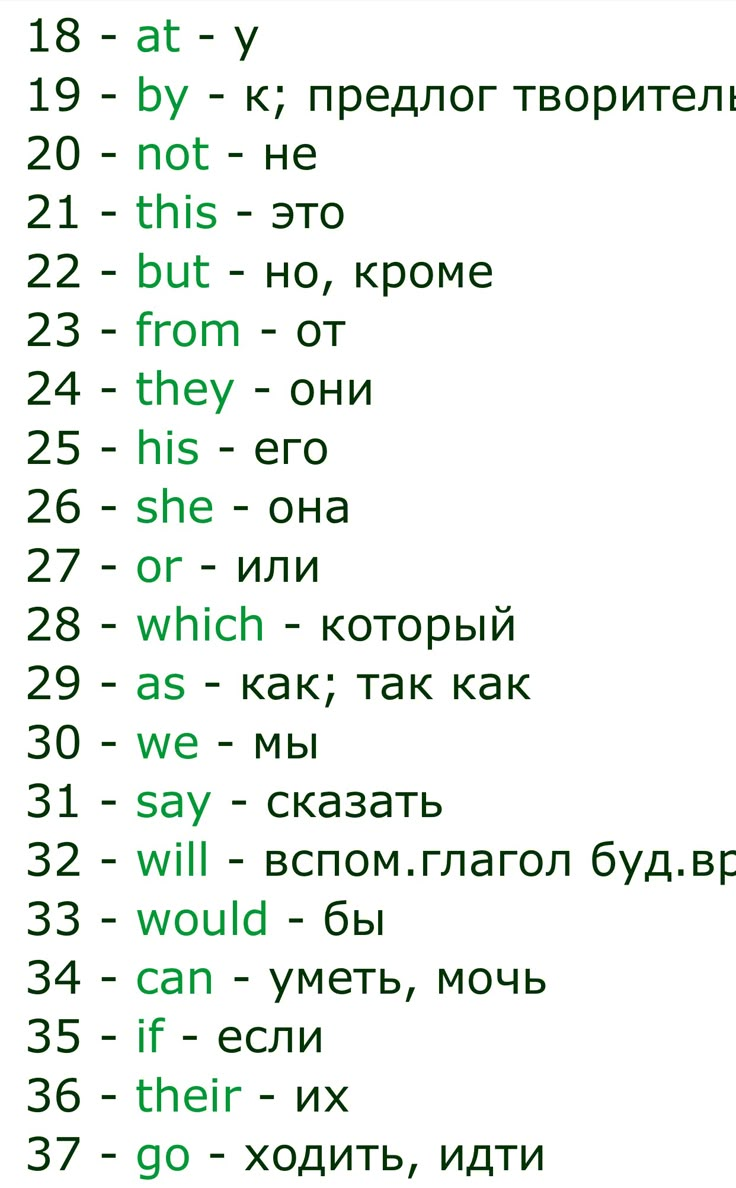 18 - at - у
19 - by - к; предлог
20 - not - не
21 - this - это
22 - but - но, кроме
23 - from - от
24 - they - они
25 - his - его
26 - she - она
27 - or - или
28 - which - который
29 - as - как; так как
30 - we - мы
31 - say - сказать
32 - will - вспом.глагол буд.вр
33 - would - бы
34 - can - уметь, мочь
35 - if - если
36 - their - их
37 - go - ходить, идти